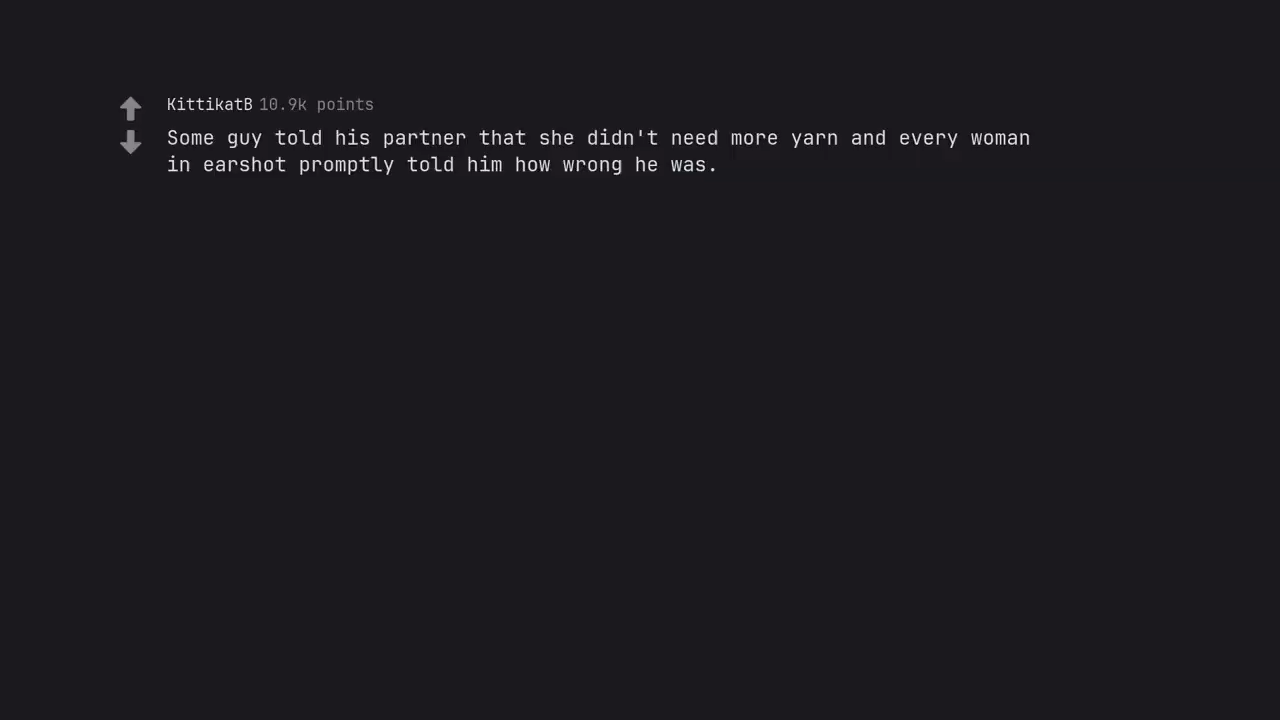 KittikatB 10.9k points
Some guy told his partner that she didn't need more yarn and every woman
in earshot promptly told him how wrong he was.